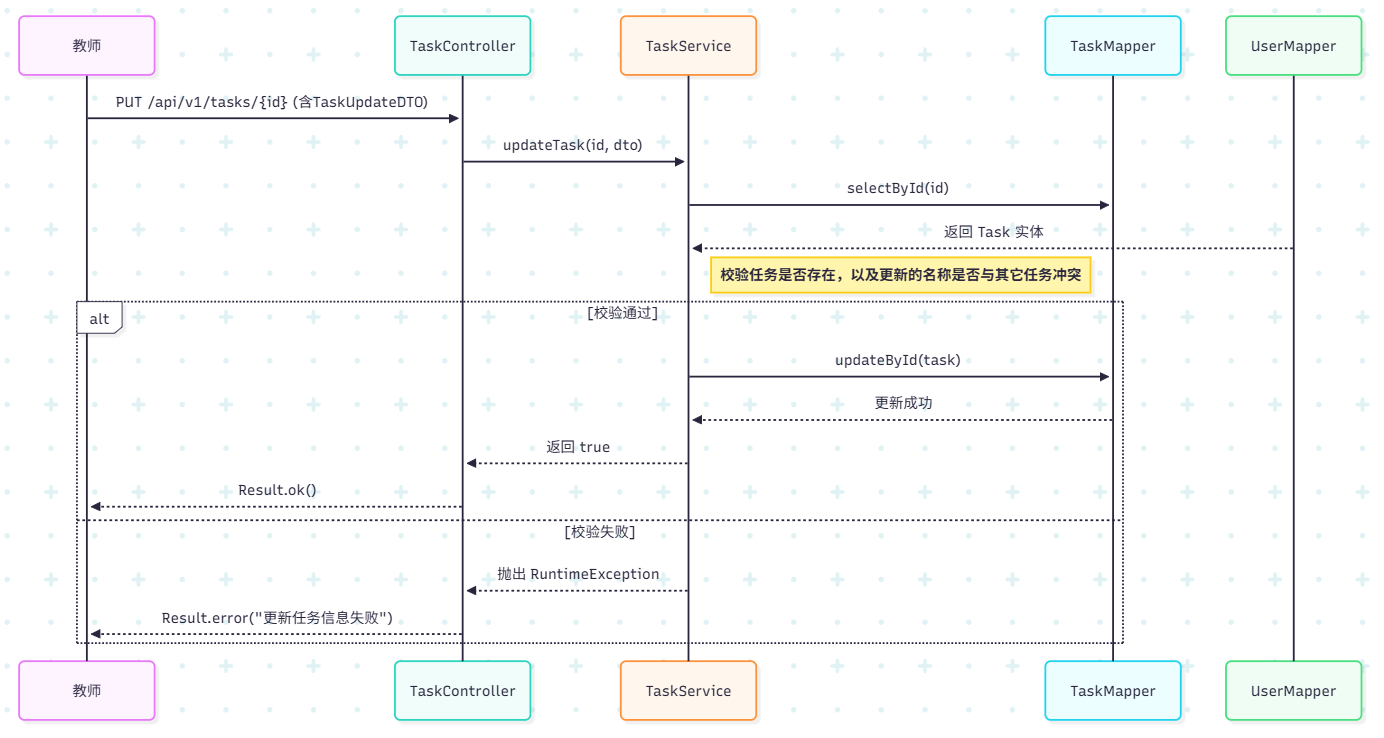 教师
TaskController
TaskService
TaskMapper
UserMapper
PUT /api/v1/tasks/{id} (含TaskUpdateDTO)
updateTask(id, dto)
selectById(id)
返回 Task 实体
校验任务是否存在，以及更新的名称是否与其它任务冲突
alt
[校验通过]
updateById(task)
更新成功
返回 true
Result.ok()
[校验失败]
抛出 RuntimeException
Result.error("更新任务信息失败")
教师
TaskController
TaskService
TaskMapper
UserMapper